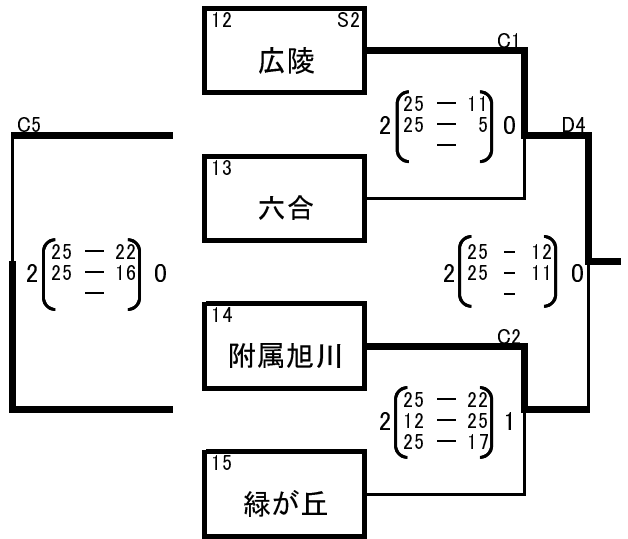 12 S2
広陵
C1
2 25 — 11 0
25 — 5
—
C5
D4
13
六合
2 25 — 22 0
25 — 16
—
2 25 - 12 0
25 - 11
-
14
附属旭川
C2
2 25 — 22 1
12 — 25
25 — 17
15
緑が丘